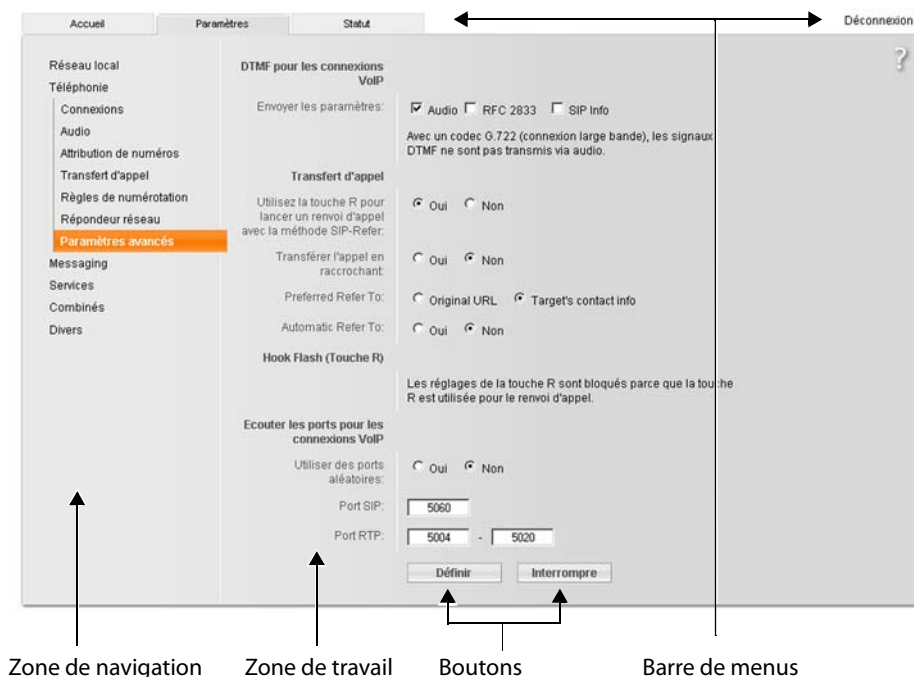 Accueil Paramètres Statut Déconnexion
?
Réseau local
Téléphonie
Connexions
Audio
Attribution de numéros
Transfert d'appel
Règles de numérotation
Répondeur réseau
Paramètres avancés
Messaging
Services
Combinés
Divers
DTMF pour les connexions
VoIP
Envoyer les paramètres: Audio RFC 2833 SIP Info
Avec un codec G.722 (connexion large bande), les signaux
DTMF ne sont pas transmis via audio.
Transfert d'appel
Utilisez la touche R pour
lancer un renvoi d'appel
avec la méthode SIP-Refer:
Oui Non
Transférer l'appel en
raccrochant:
Oui Non
Preferred Refer To: Original URL Target's contact info
Automatic Refer To: Oui Non
Hook Flash (Touche R)
Les réglages de la touche R sont bloqués parce que la touche
R est utilisée pour le renvoi d'appel.
Ecouter les ports pour les
connexions VoIP
Utiliser des ports
aléatoires:
Oui Non
Port SIP: 5060
Port RTP: 5004 - 5020
Définir Interrompre
Zone de navigation Zone de travail Boutons Barre de menus